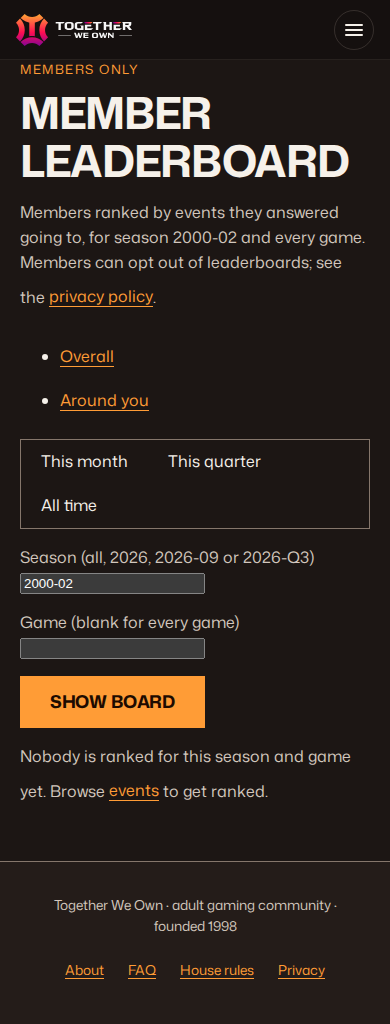 TOGETHER
WE OWN
MEMBERS ONLY
MEMBER
LEADERBOARD
Members ranked by events they answered
going to, for season 2000-02 and every game.
Members can opt out of leaderboards; see
the privacy policy.
Overall
Around you
This month This quarter
All time
Season (all, 2026, 2026-09 or 2026-Q3)
2000-02
Game (blank for every game)
SHOW BOARD
Nobody is ranked for this season and game
yet. Browse events to get ranked.
Together We Own · adult gaming community ·
founded 1998
About FAQ House rules Privacy